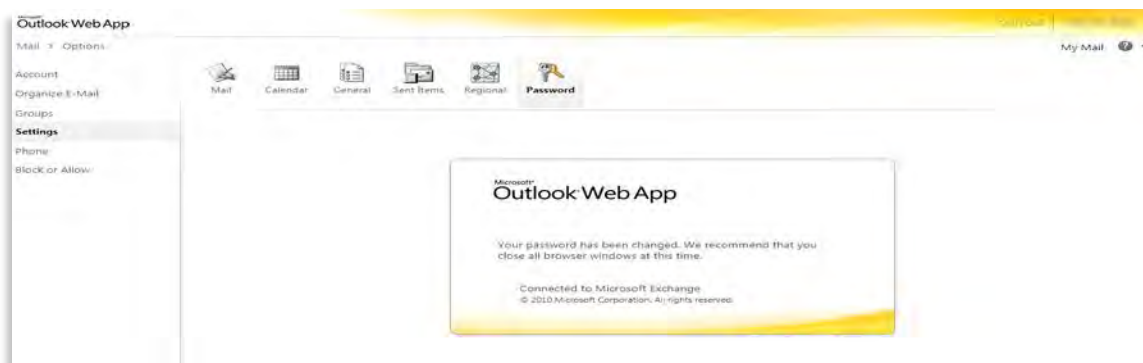 Outlook Web App
Mail > Options
My Mail
Account
Organize E-Mail
Groups
Settings
Phone
Block or Allow
Mail
Calendar
General
Sent Items
Regional
Password
Microsoft®
Outlook Web App
Your password has been changed. We recommend that you
close all browser windows at this time.
Connected to Microsoft Exchange
© 2010 Microsoft Corporation. All rights reserved.